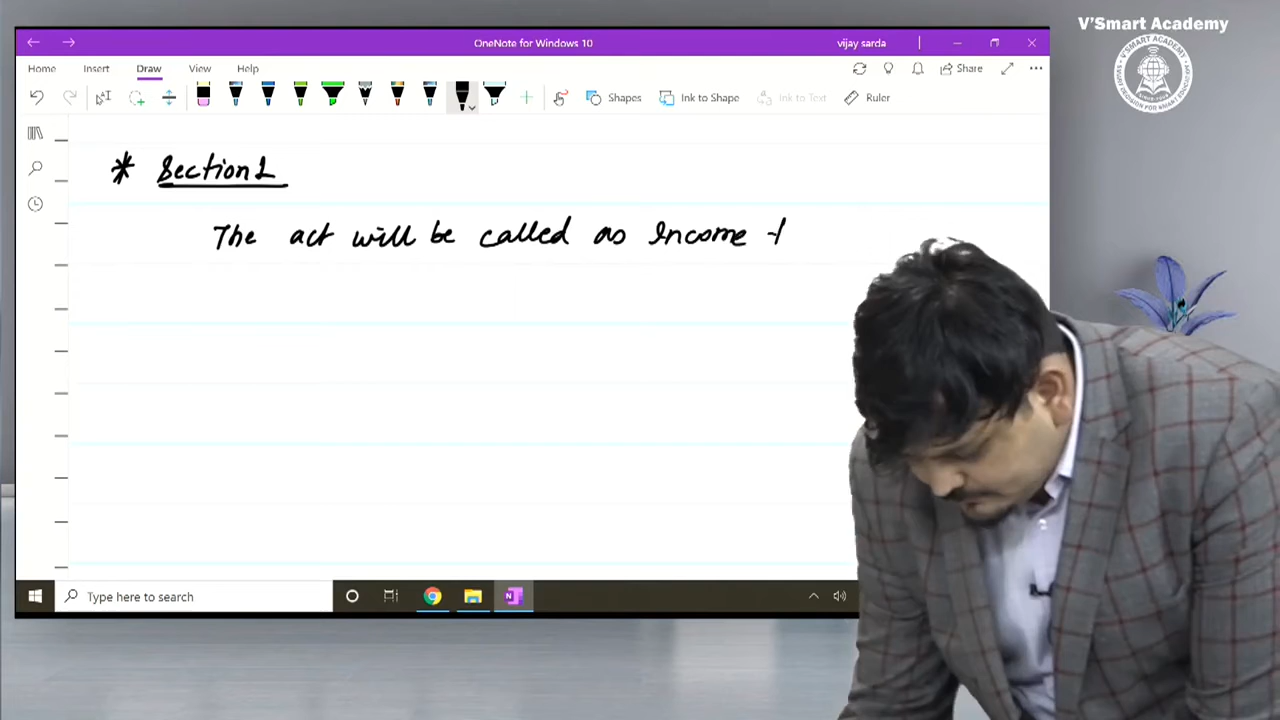 V'Smart Academy
OneNote for Windows 10
vijay sarda
Home Insert Draw View Help
Share
Shapes Ink to Shape Ink to Text Ruler
* Section 1
The act will be called as Income t
Type here to search